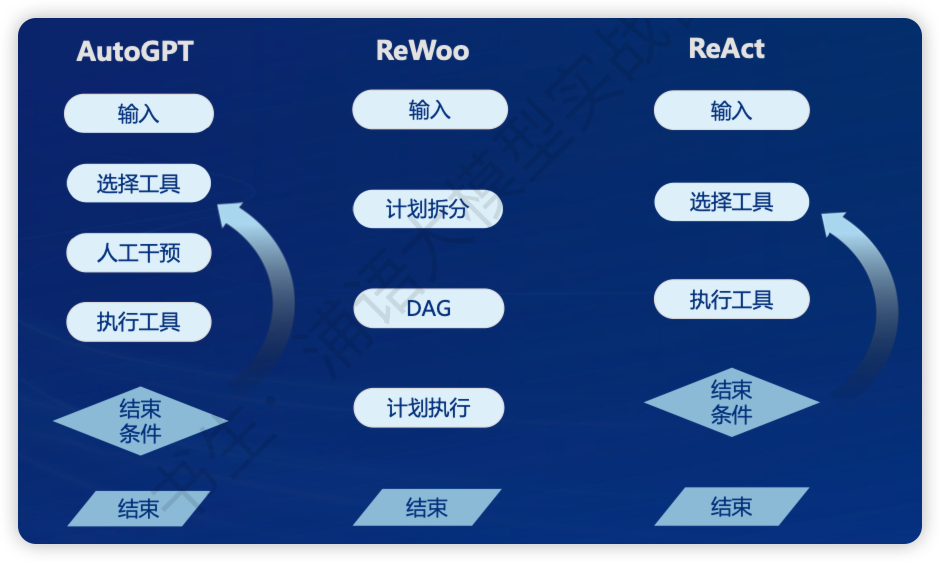 AutoGPT
输入
选择工具
人工干预
执行工具
结束
条件
结束
ReWoo
输入
计划拆分
DAG
计划执行
结束
ReAct
输入
选择工具
执行工具
结束
条件
结束
书生·浦语大模型实战